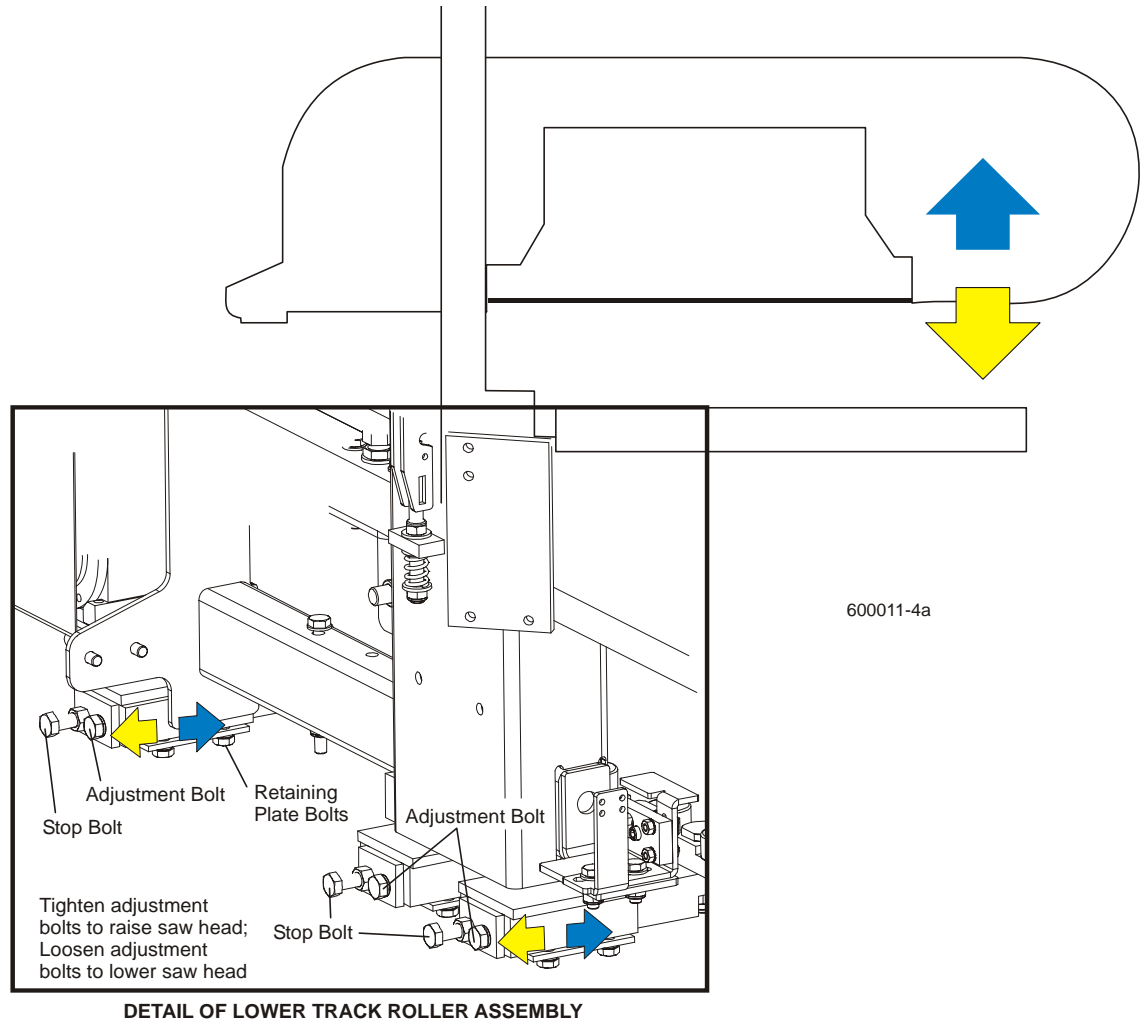 600011-4a
Adjustment Bolt
Stop Bolt
Retaining
Plate Bolts
Adjustment Bolt
Stop Bolt
Tighten adjustment
bolts to raise saw head;
Loosen adjustment
bolts to lower saw head
DETAIL OF LOWER TRACK ROLLER ASSEMBLY